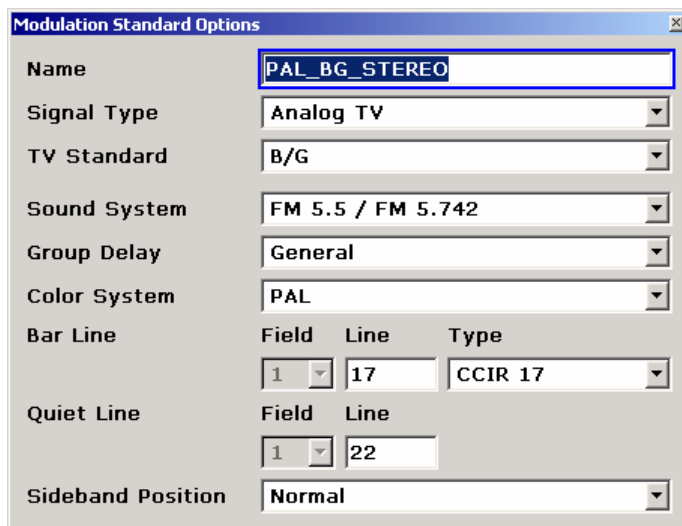 Modulation Standard Options
Name PAL_BG_STEREO
Signal Type Analog TV
TV Standard B/G
Sound System FM 5.5 / FM 5.742
Group Delay General
Color System PAL
Bar Line Field Line Type
1 17 CCIR 17
Quiet Line Field Line
1 22
Sideband Position Normal